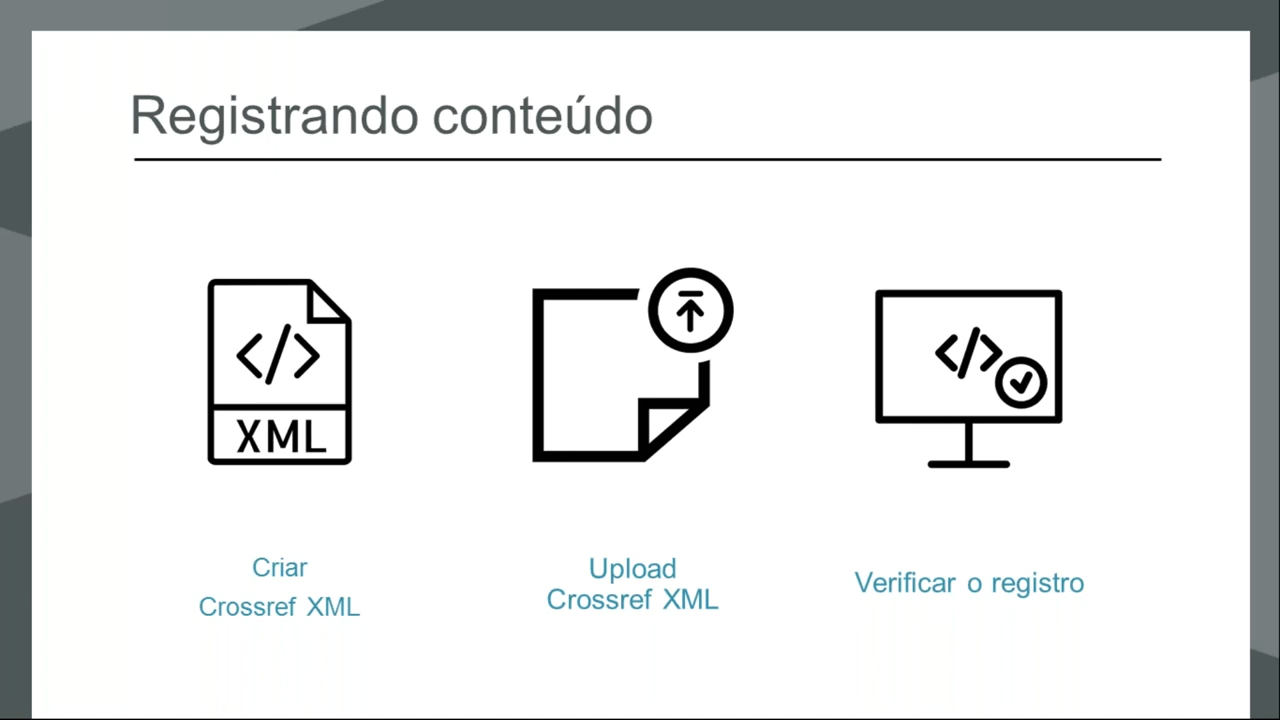 Registrando conteúdo
</>
XML
</>
Criar
Crossref XML
Upload
Crossref XML
Verificar o registro